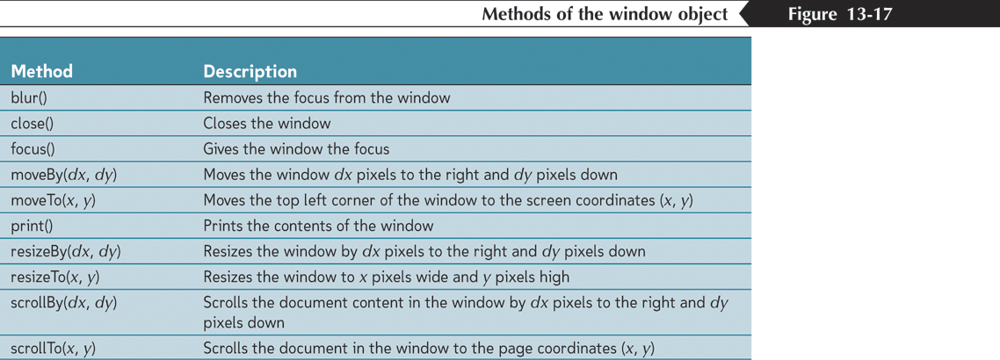 Methods of the window object Figure 13-17
Method Description
blur() Removes the focus from the window
close() Closes the window
focus() Gives the window the focus
moveBy(dx, dy) Moves the window dx pixels to the right and dy pixels down
moveTo(x, y) Moves the top left corner of the window to the screen coordinates (x, y)
print() Prints the contents of the window
resizeBy(dx, dy) Resizes the window by dx pixels to the right and dy pixels down
resizeTo(x, y) Resizes the window to x pixels wide and y pixels high
scrollBy(dx, dy) Scrolls the document content in the window by dx pixels to the right and dy
pixels down
scrollTo(x, y) Scrolls the document in the window to the page coordinates (x, y)